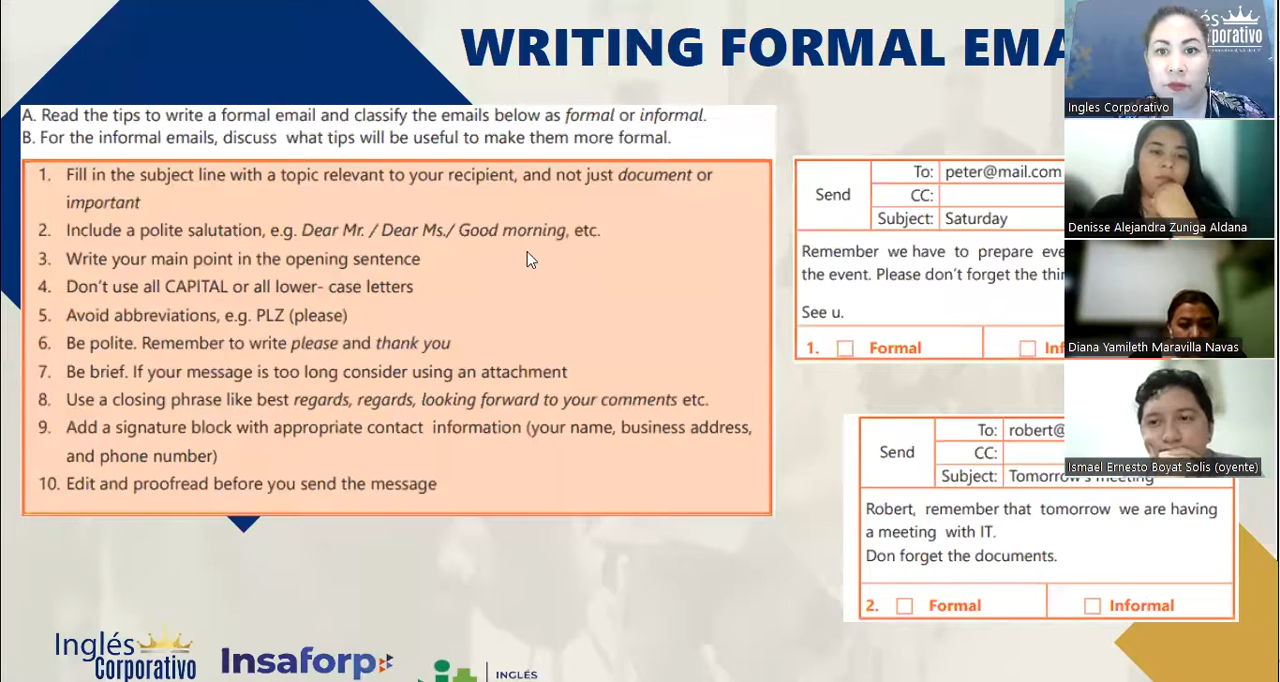 WRITING FORMAL EMA
A. Read the tips to write a formal email and classify the emails below as formal or informal.
B. For the informal emails, discuss what tips will be useful to make them more formal.
1. Fill in the subject line with a topic relevant to your recipient, and not just document or
important
2. Include a polite salutation, e.g. Dear Mr. / Dear Ms./ Good morning, etc.
3. Write your main point in the opening sentence
4. Don't use all CAPITAL or all lower- case letters
5. Avoid abbreviations, e.g. PLZ (please)
6. Be polite. Remember to write please and thank you
7. Be brief. If your message is too long consider using an attachment
8. Use a closing phrase like best regards, regards, looking forward to your comments etc.
9. Add a signature block with appropriate contact information (your name, business address,
and phone number)
10. Edit and proofread before you send the message
Send
To: peter@mail.com
CC:
Subject: Saturday
Remember we have to prepare eve
the event. Please don't forget the thin
See u.
1. Formal Inf
Send
To: robert@
CC:
Subject: Tomorrow's meeting
Robert, remember that tomorrow we are having
a meeting with IT.
Don forget the documents.
2. Formal Informal
és
rporativo
Ingles Corporativo
Denisse Alejandra Zuniga Aldana
Diana Yamileth Maravilla Navas
Ismael Ernesto Boyat Solis (oyente)
Inglés
Corporativo
Insaforp
it
INGLÉS